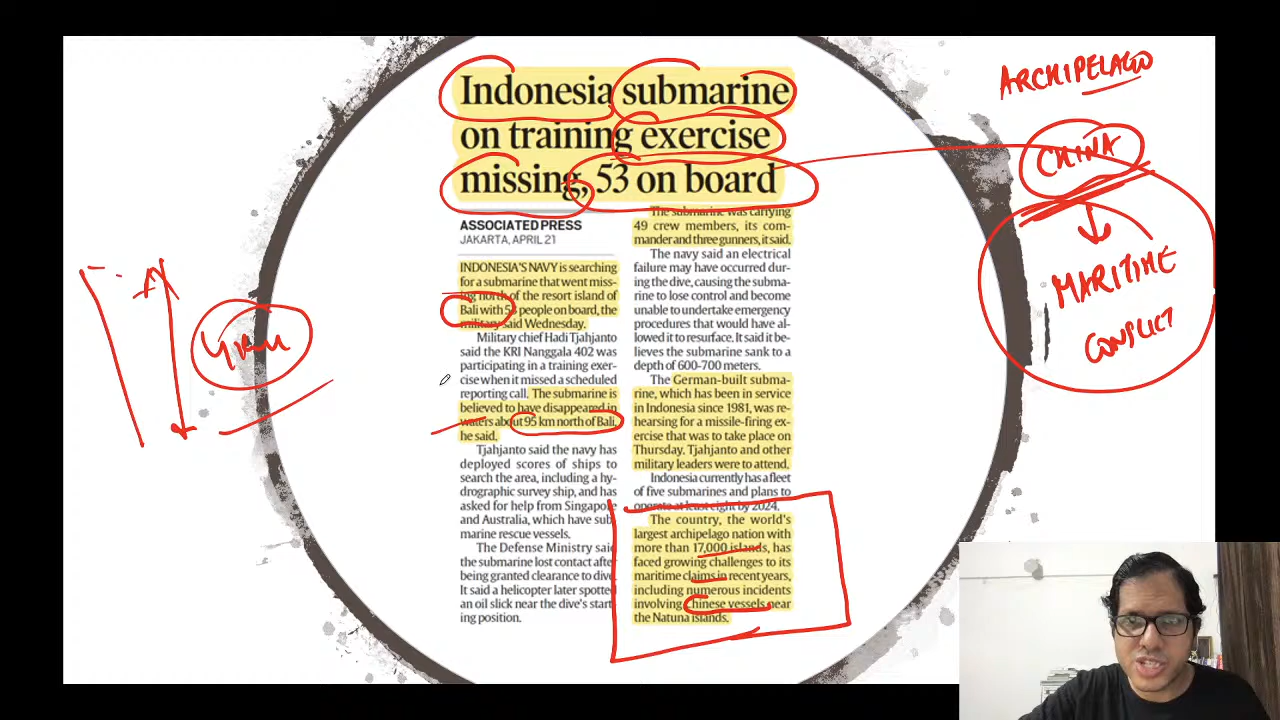 Indonesia submarine
on training exercise
missing, 53 on board
ASSOCIATED PRESS
JAKARTA, APRIL 21
INDONESIA'S NAVY is searching
for a submarine that went miss-
ing north of the resort island of
Bali with 53 people on board, the
military said Wednesday.
Military chief Hadi Tjahjanto
said the KRI Nanggala 402 was
participating in a training exer-
cise when it missed a scheduled
reporting call. The submarine is
believed to have disappeared in
waters about 95 km north of Bali,
he said.
Tjahjanto said the navy has
deployed scores of ships to
search the area, including a hy-
drographic survey ship, and has
asked for help from Singapore
and Australia, which have sub-
marine rescue vessels.
The Defense Ministry said
the submarine lost contact after
being granted clearance to dive.
It said a helicopter later spotted
an oil slick near the dive's start-
ing position.
The submarine was carrying
49 crew members, its com-
mander and three gunners, it said.
The navy said an electrical
failure may have occurred dur-
ing the dive, causing the subma-
rine to lose control and become
unable to undertake emergency
procedures that would have al-
lowed it to resurface. It said it be-
lieves the submarine sank to a
depth of 600-700 meters.
The German-built subma-
rine, which has been in service
in Indonesia since 1981, was re-
hearsing for a missile-firing ex-
ercise that was to take place on
Thursday. Tjahjanto and other
military leaders were to attend.
Indonesia currently has a fleet
of five submarines and plans to
operate at least eight by 2024.
The country, the world's
largest archipelago nation with
more than 17,000 islands, has
faced growing challenges to its
maritime claims in recent years,
including numerous incidents
involving Chinese vessels near
the Natuna islands.
ARCHIPELAGO
CHINA
MARITIME
CONFLICT